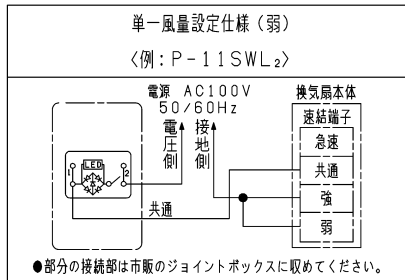 単一風量設定仕様（弱）
〈例：P-11SWL₂〉
電源 AC100V
50/60Hz
換気扇本体
速結端子
電圧側
接地側
急速
LED
1
2
共通
共通
強
弱
●部分の接続部は市販のジョイントボックスに収めてください。